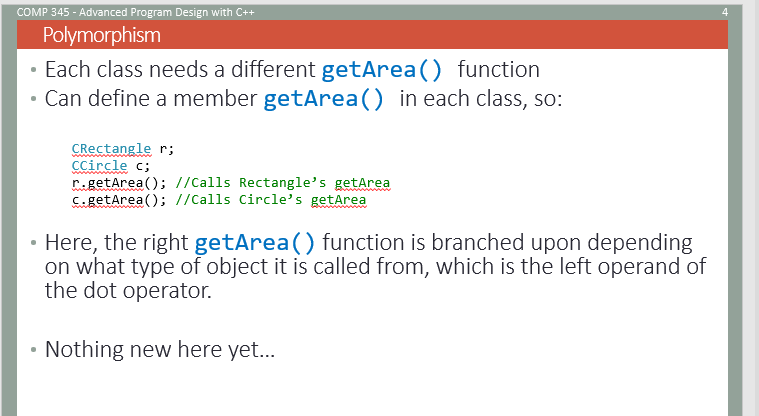 COMP 345 - Advanced Program Design with C++ 4
Polymorphism
• Each class needs a different getArea() function
• Can define a member getArea() in each class, so:
CRectangle r;
CCircle c;
r.getArea(); //Calls Rectangle’s getArea
c.getArea(); //Calls Circle’s getArea
• Here, the right getArea() function is branched upon depending
on what type of object it is called from, which is the left operand of
the dot operator.
• Nothing new here yet…